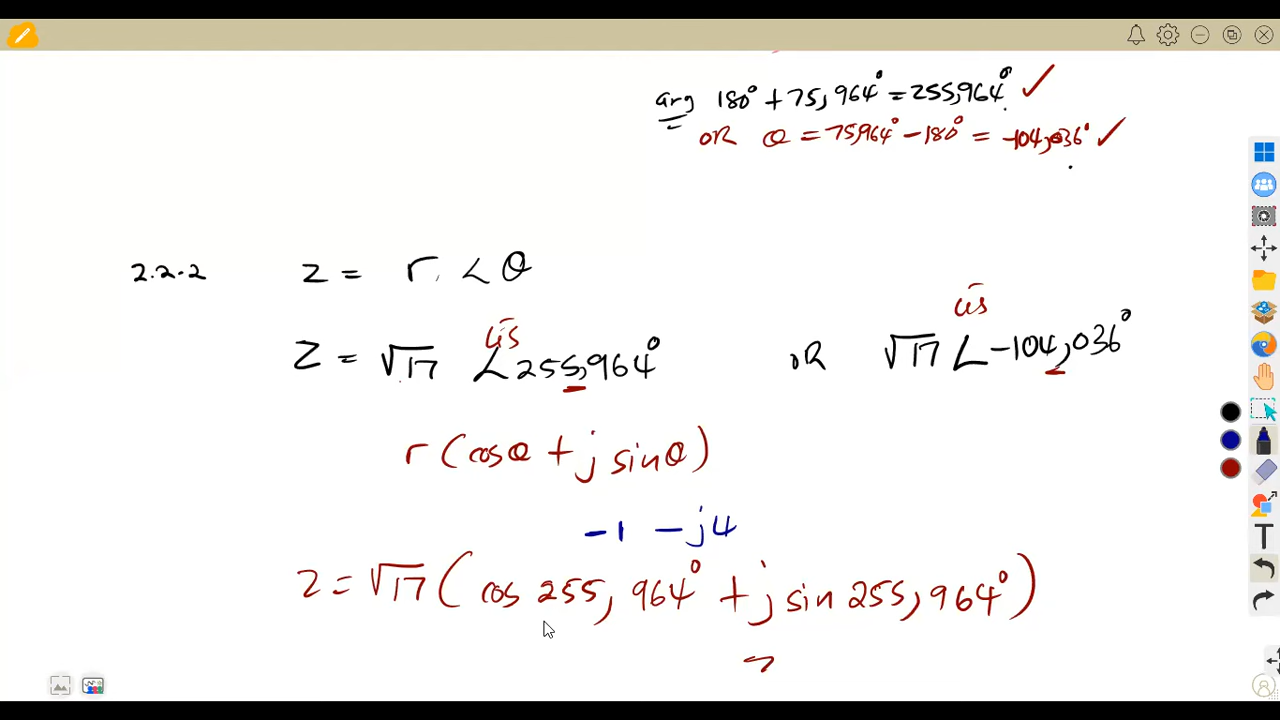 arg 180° + 75,964° = 255,964° ✓
OR θ = 75,964° - 180° = -104,036° ✓
2.2.2 z = r. ∠θ
cis
cis
Z = √17 ∠255,964° OR √17 ∠-104,036°
r(cosθ + j sinθ)
-1 - j4
z = √17 ( cos 255,964° + j sin 255,964° )
T